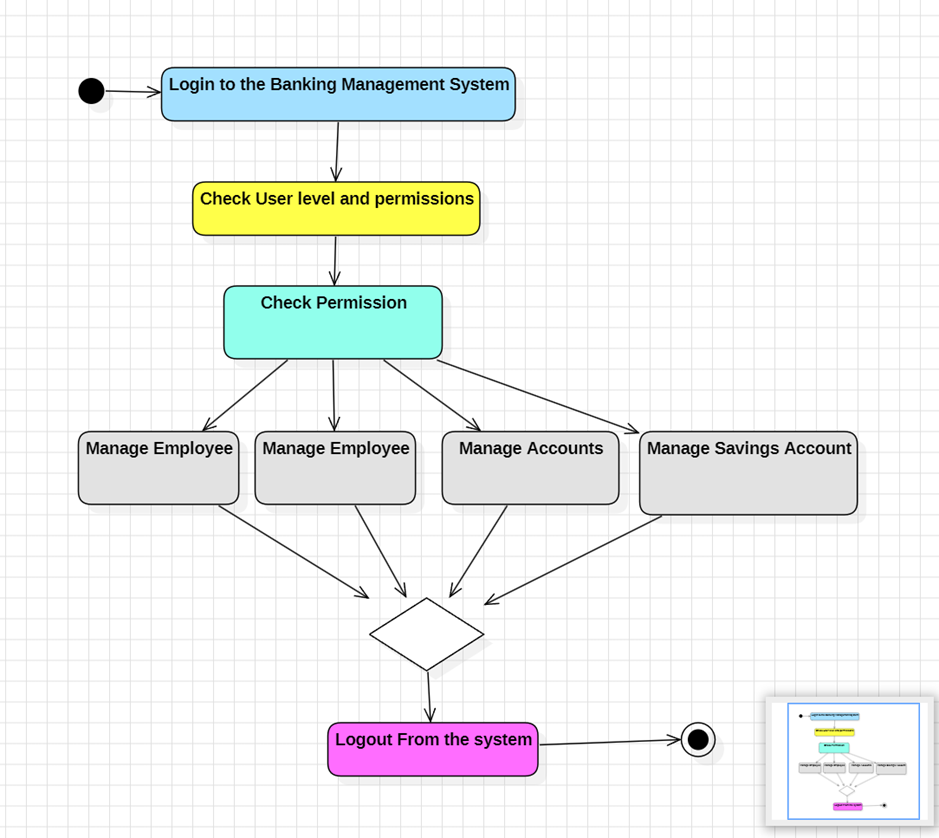 Login to the Banking Management System
Check User level and permissions
Check Permission
Manage Employee
Manage Employee
Manage Accounts
Manage Savings Account
Logout From the system